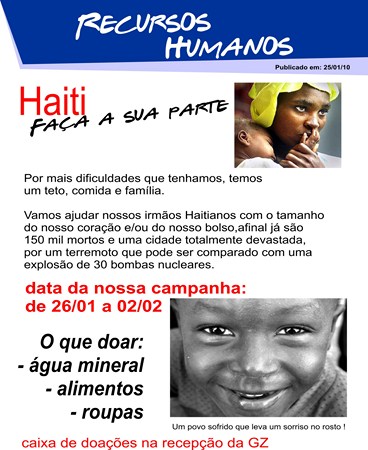 RECURSOS
HUMANOS
Publicado em: 25/01/10
Haiti
FAÇA A SUA PARTE
Por mais dificuldades que tenhamos, temos
um teto, comida e família.
Vamos ajudar nossos irmãos Haitianos com o tamanho
do nosso coração e/ou do nosso bolso,afinal já são
150 mil mortos e uma cidade totalmente devastada,
por um terremoto que pode ser comparado com uma
explosão de 30 bombas nucleares.
data da nossa campanha:
de 26/01 a 02/02
O que doar:
- água mineral
- alimentos
- roupas
Um povo sofrido que leva um sorriso no rosto !
caixa de doações na recepção da GZ